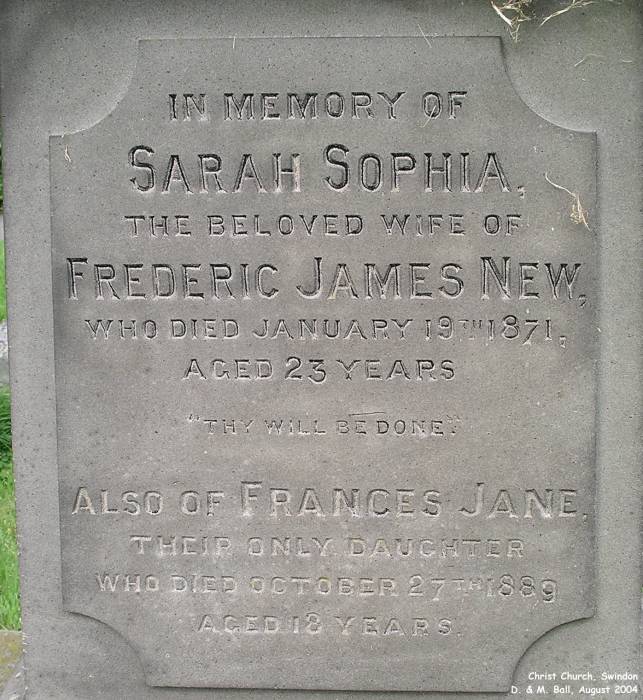 IN MEMORY OF
SARAH SOPHIA,
THE BELOVED WIFE OF
FREDERIC JAMES NEW,
WHO DIED JANUARY 19TH 1871,
AGED 23 YEARS
"THY WILL BE DONE."
ALSO OF FRANCES JANE,
THEIR ONLY DAUGHTER
WHO DIED OCTOBER 27TH 1889
AGED 18 YEARS.
Christ Church, Swindon
D. & M. Ball, August 2004